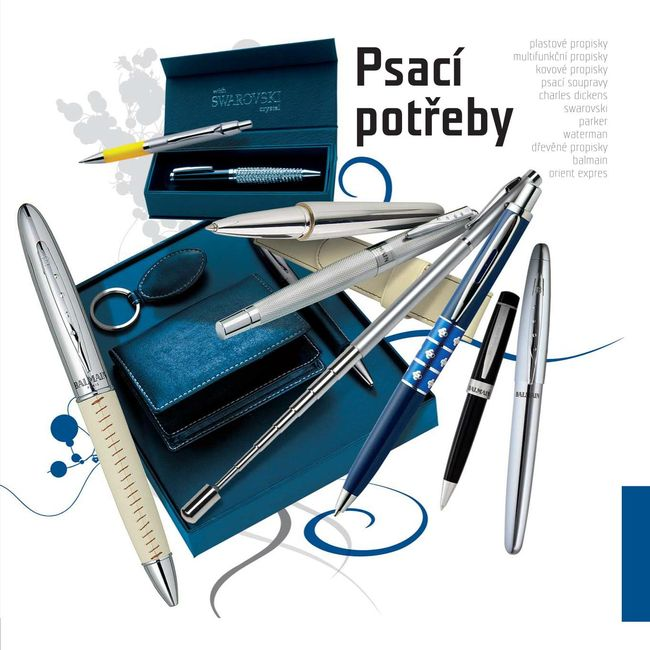 Psací
potřeby
plastové propisky
multifunkční propisky
kovové propisky
psací soupravy
charles dickens
swarovski
parker
waterman
dřevěné propisky
balmain
orient expres
with
SWAROVSKI
crystal
BALMAIN
BALMAIN
BALMAIN